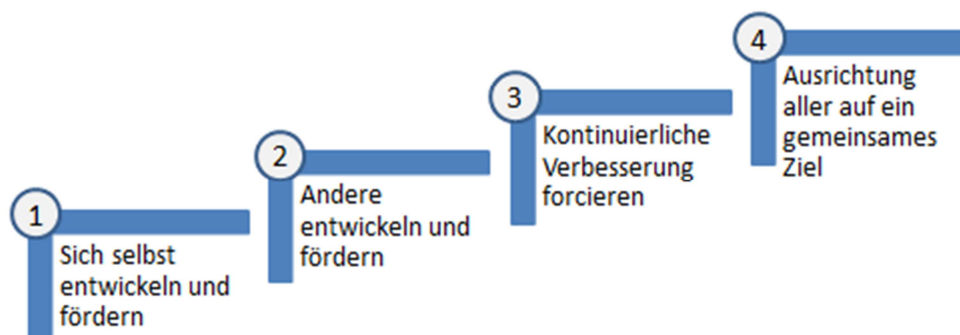 1
Sich selbst
entwickeln und
fördern
2
Andere
entwickeln und
fördern
3
Kontinuierliche
Verbesserung
forcieren
4
Ausrichtung
aller auf ein
gemeinsames
Ziel